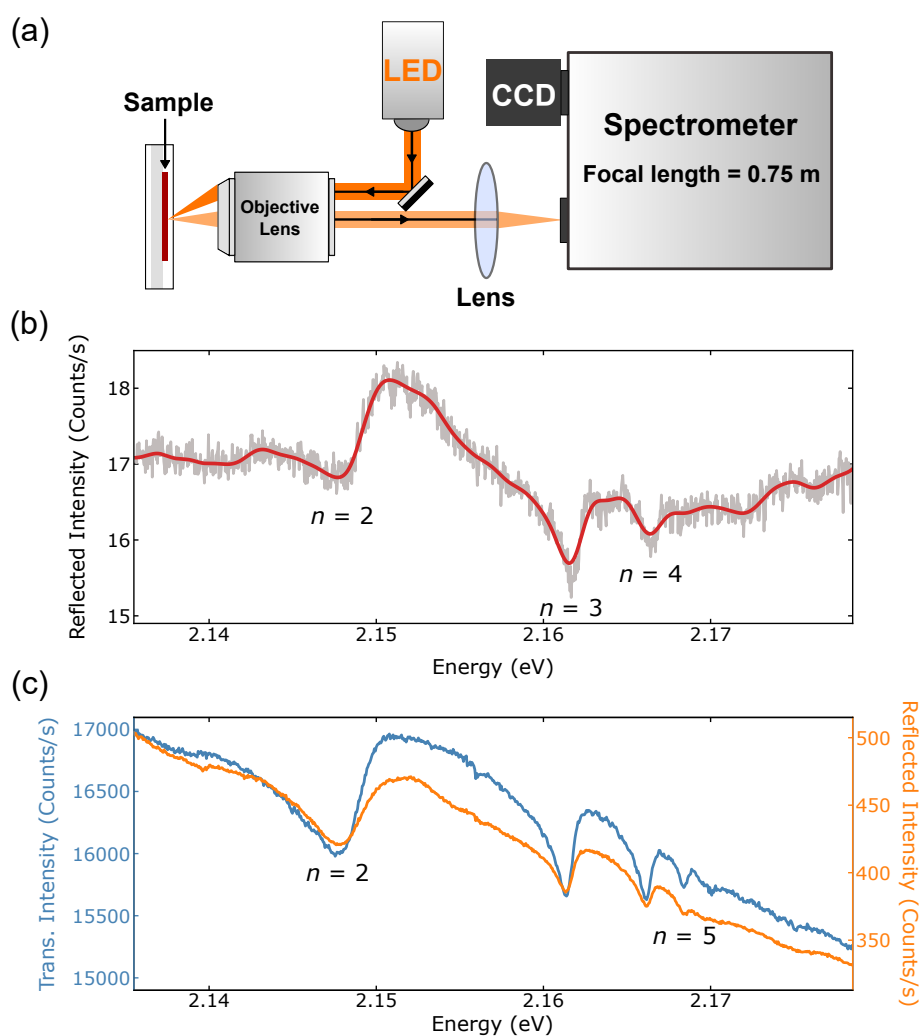 (a)
LED
CCD
Sample
Spectrometer
Focal length = 0.75 m
Objective
Lens
Lens
(b)
Reflected Intensity (Counts/s)
18
17
16
15
n = 2
n = 3
n = 4
2.14
2.15
2.16
2.17
Energy (eV)
(c)
Trans. Intensity (Counts/s)
17000
16500
16000
15500
15000
n = 2
n = 5
500
450
400
350
Reflected Intensity (Counts/s)
2.14
2.15
2.16
2.17
Energy (eV)